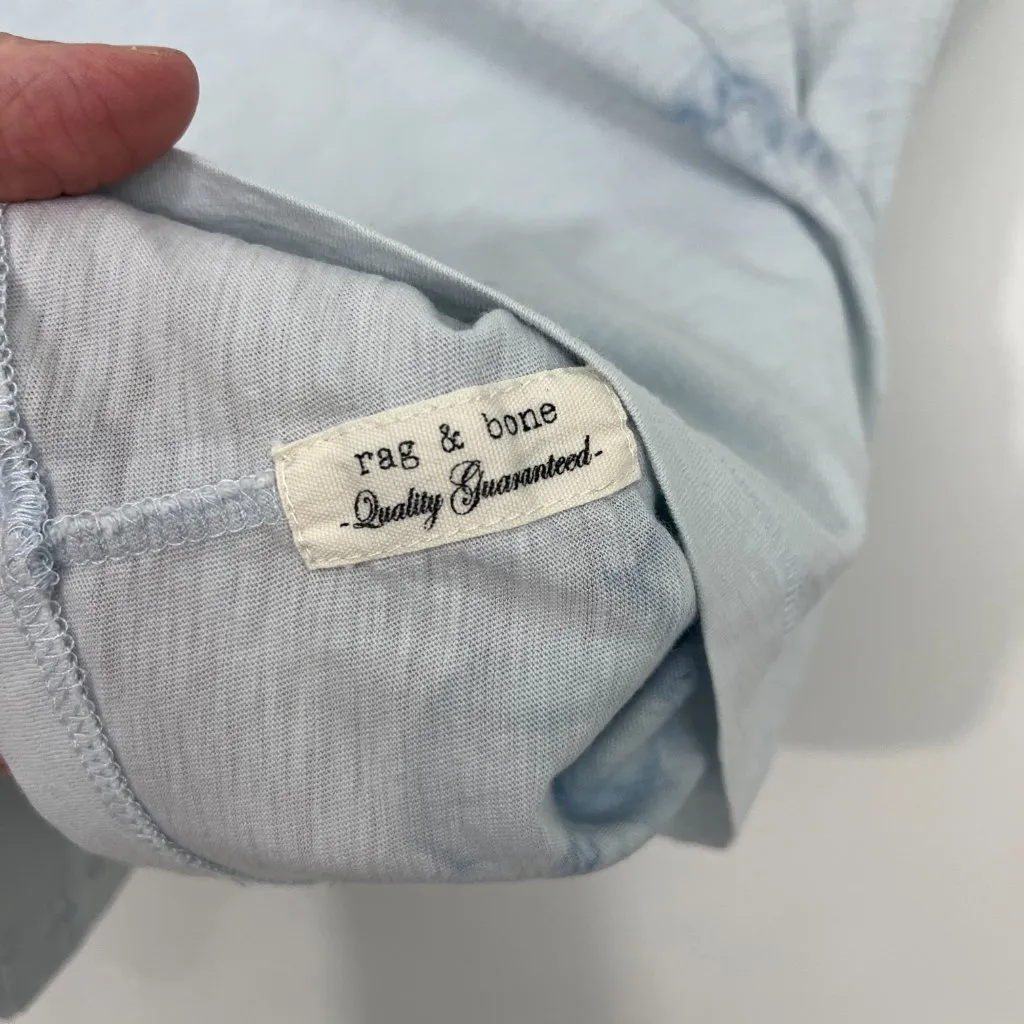 rag & bone
-Quality Guaranteed-